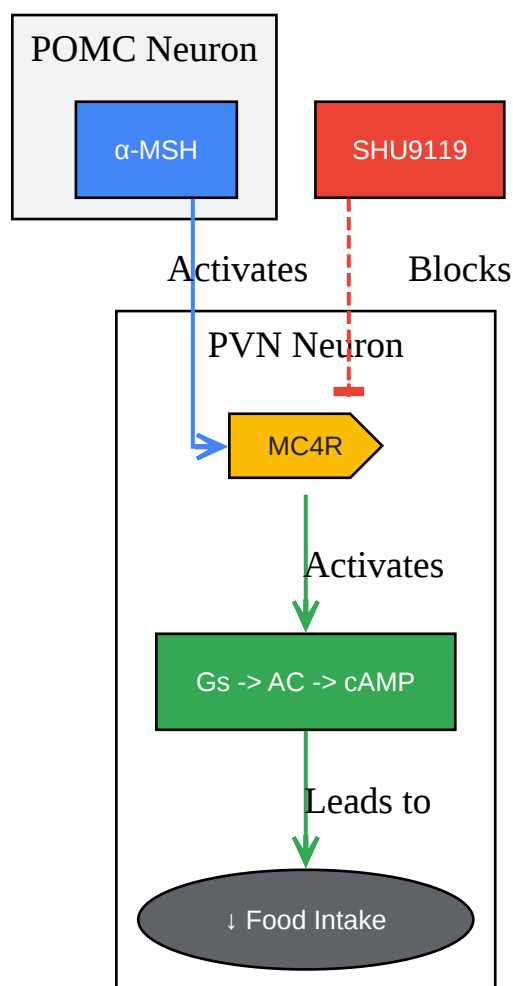 POMC Neuron
α-MSH
SHU9119
Activates
Blocks
PVN Neuron
MC4R
Activates
Gs -> AC -> cAMP
Leads to
↓ Food Intake